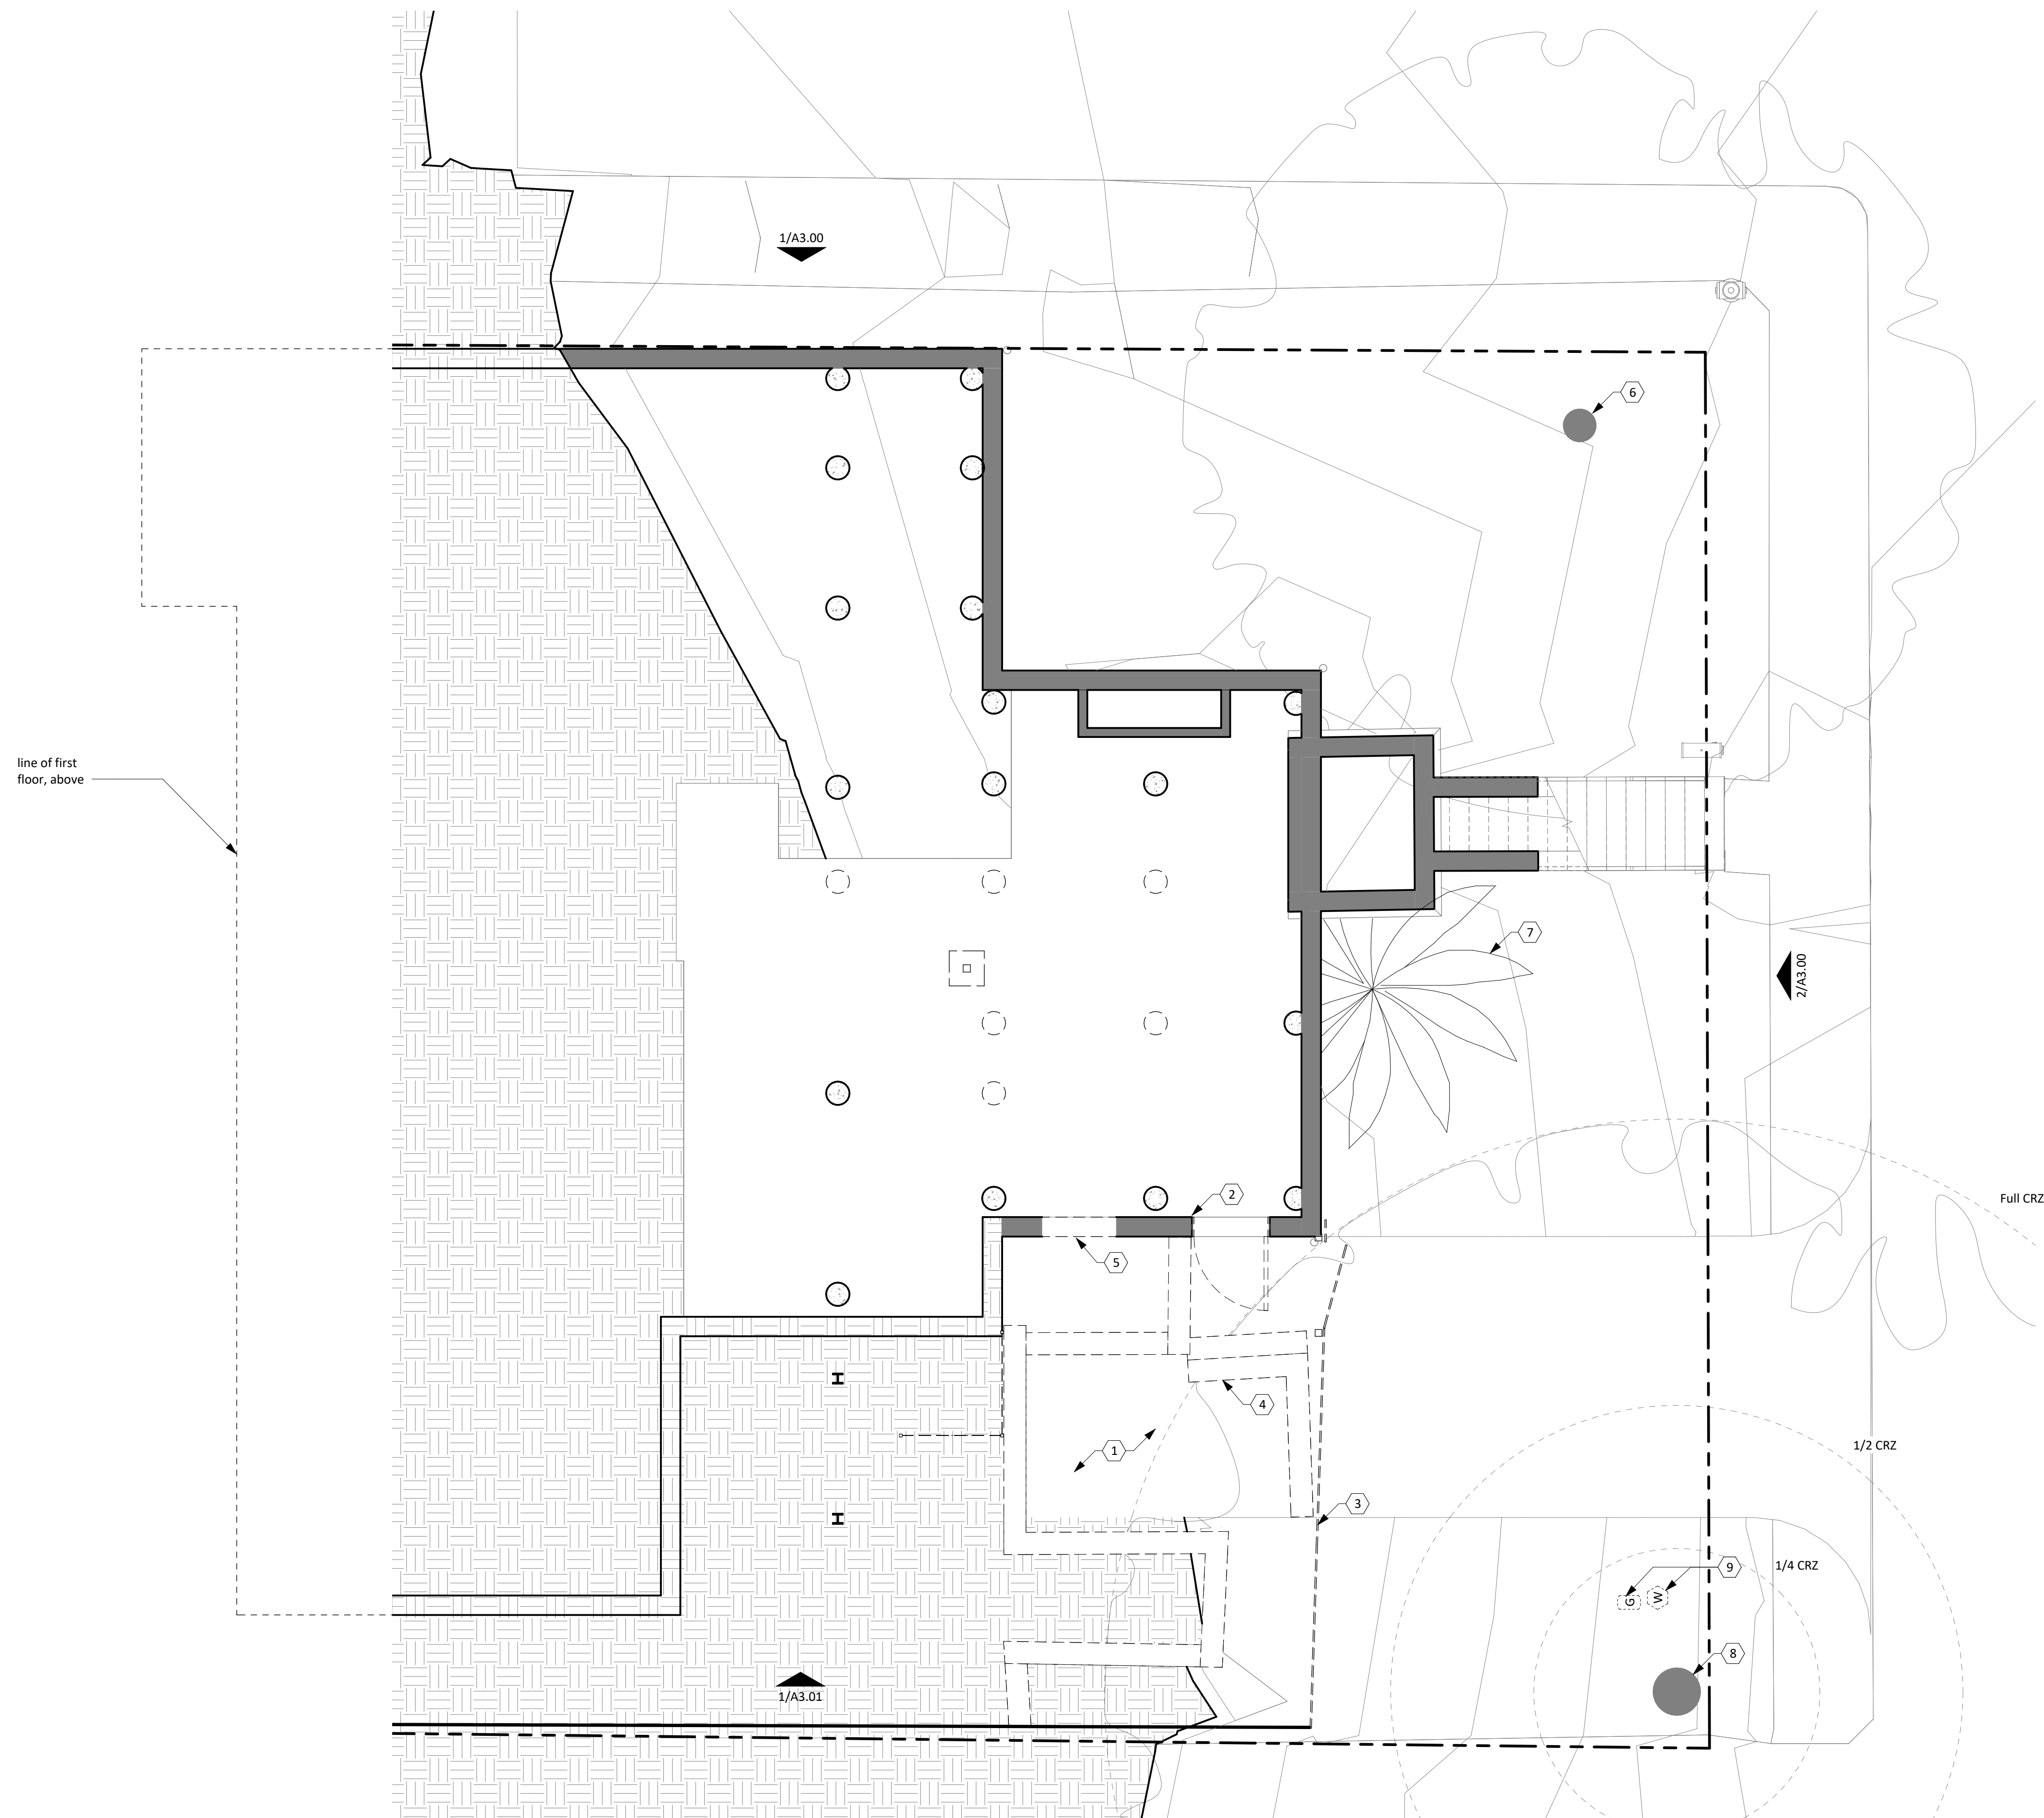 1/A3.00
6
line of first
floor, above
7
2/A3.00
2
Full CRZ
5
4
1/2 CRZ
1
3
9
1/4 CRZ
G
W
8
1/A3.01